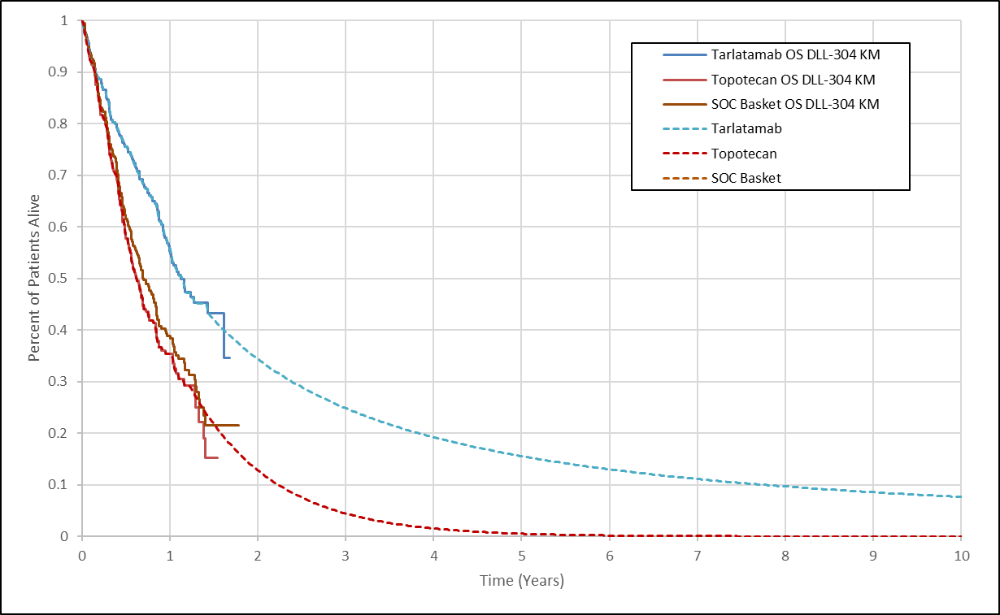 1
0.9
0.8
0.7
0.6
0.5
0.4
0.3
0.2
0.1
0
Percent of Patients Alive
Tarlatamab OS DLL-304 KM
Topotecan OS DLL-304 KM
SOC Basket OS DLL-304 KM
Tarlatamab
Topotecan
SOC Basket
0 1 2 3 4 5 6 7 8 9 10
Time (Years)